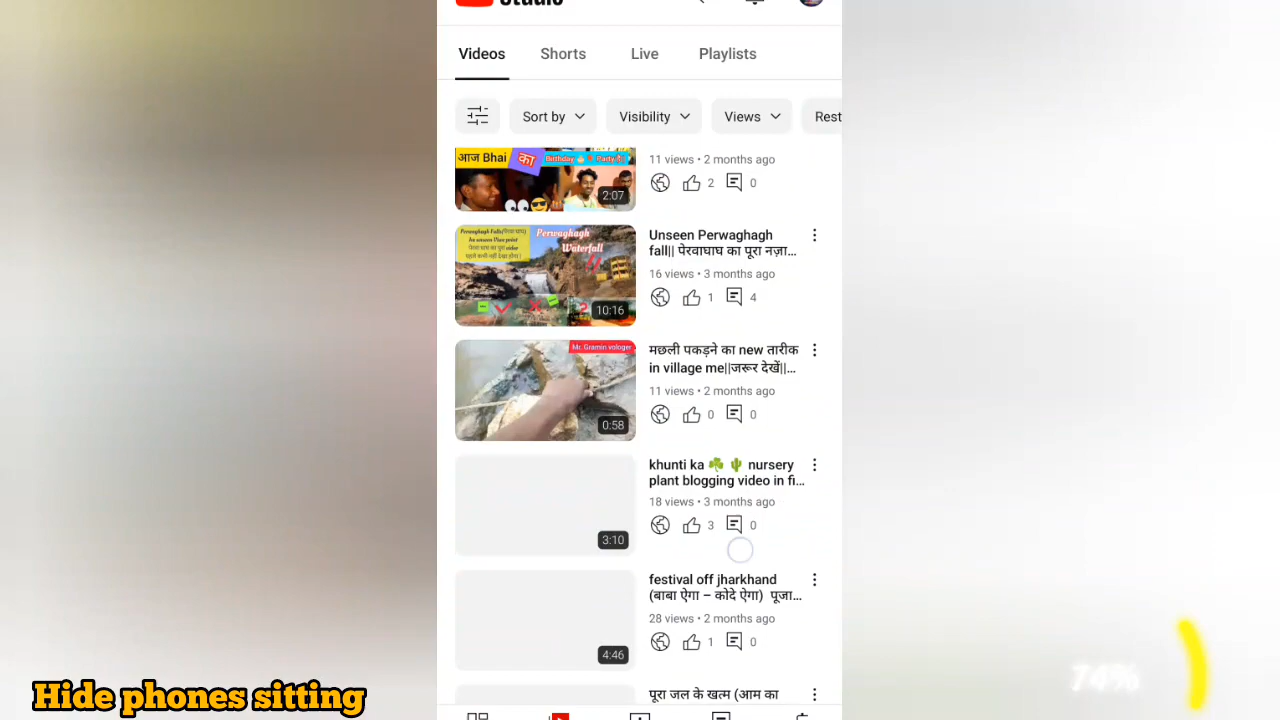 Studio
Videos
Shorts
Live
Playlists
Sort by
Visibility
Views
Rest
आज Bhai
का
Birthday
Party
2:07
11 views • 2 months ago
2
0
Perwaghagh
Waterfall
10:16
Unseen Perwaghagh
fall|| पेरवाघाघ का पूरा नज़ा...
16 views • 3 months ago
1
4
Mr. Gramin vologer
0:58
मछली पकड़ने का new तारीक
in village me||जरूर देखें||...
11 views • 2 months ago
0
0
3:10
khunti ka ☘️ 🌵 nursery
plant blogging video in fi...
18 views • 3 months ago
3
0
4:46
festival off jharkhand
(बाबा ऐगा – कोदे ऐगा) पूजा...
28 views • 2 months ago
1
0
पूरा जल के खत्म (आम का
Hide phones sitting
74%